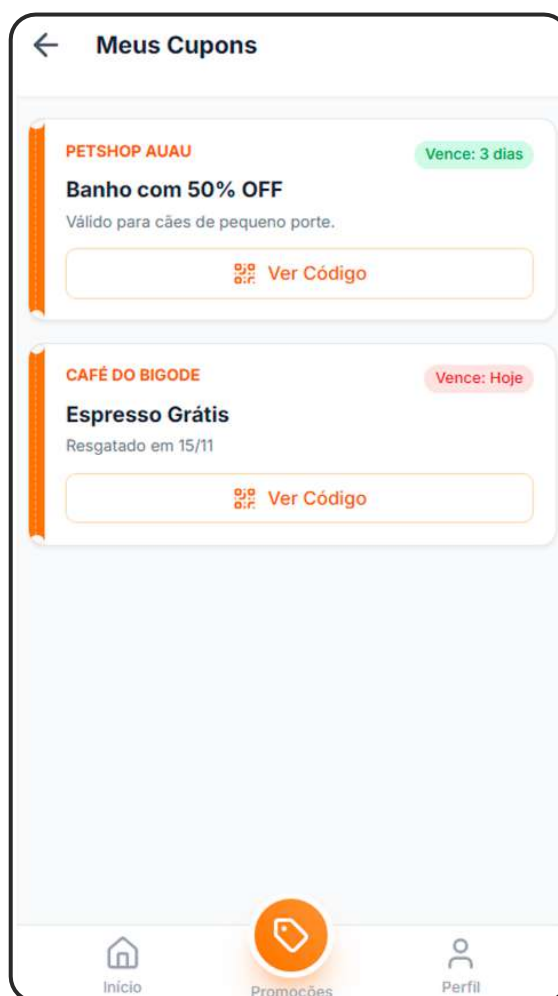 Meus Cupons
PETSHOP AUAU
Vence: 3 dias
Banho com 50% OFF
Válido para cães de pequeno porte.
Ver Código
CAFÉ DO BIGODE
Vence: Hoje
Espresso Grátis
Resgatado em 15/11
Ver Código
Início
Promoções
Perfil